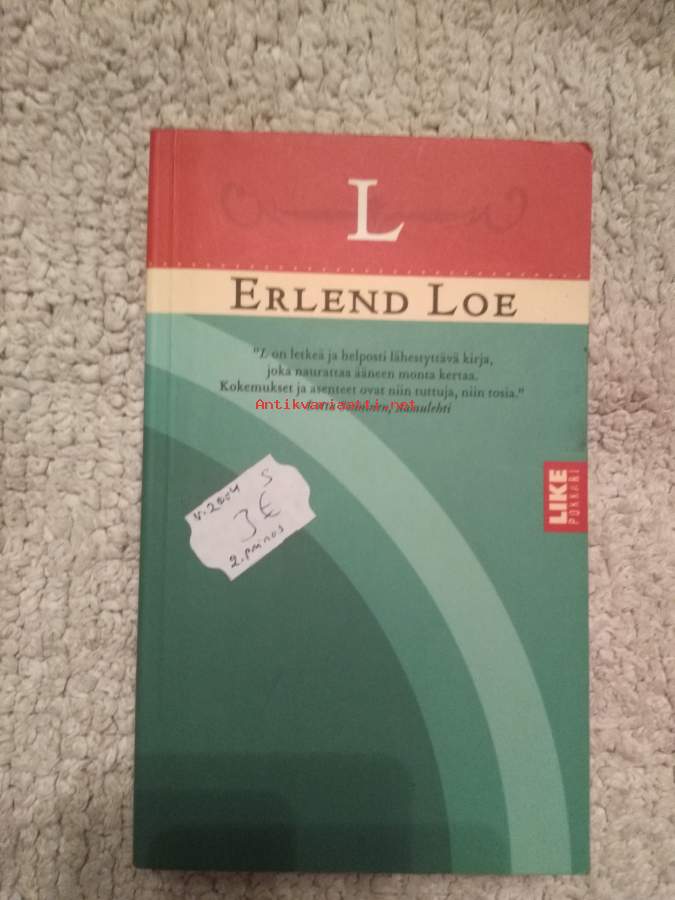 L
ERLEND LOE
"L on letkeä ja helposti lähestyttävä kirja,
joka naurattaa ääneen monta kertaa.
Kokemukset ja asenteet ovat niin tuttuja, niin tosia."
Antikvariaatti.net
Aamulehti
LIKE
POKKARI
v. 2004 S
3€
2. painos